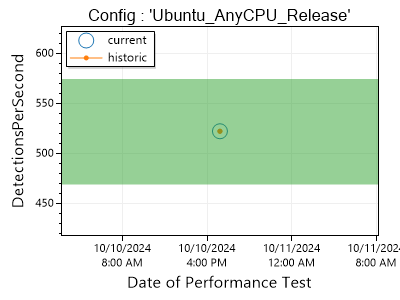 Config : 'Ubuntu_AnyCPU_Release'
current
historic
DetectionsPerSecond
600
550
500
450
10/10/2024
8:00 AM
10/10/2024
4:00 PM
10/11/2024
12:00 AM
10/11/2024
8:00 AM
Date of Performance Test